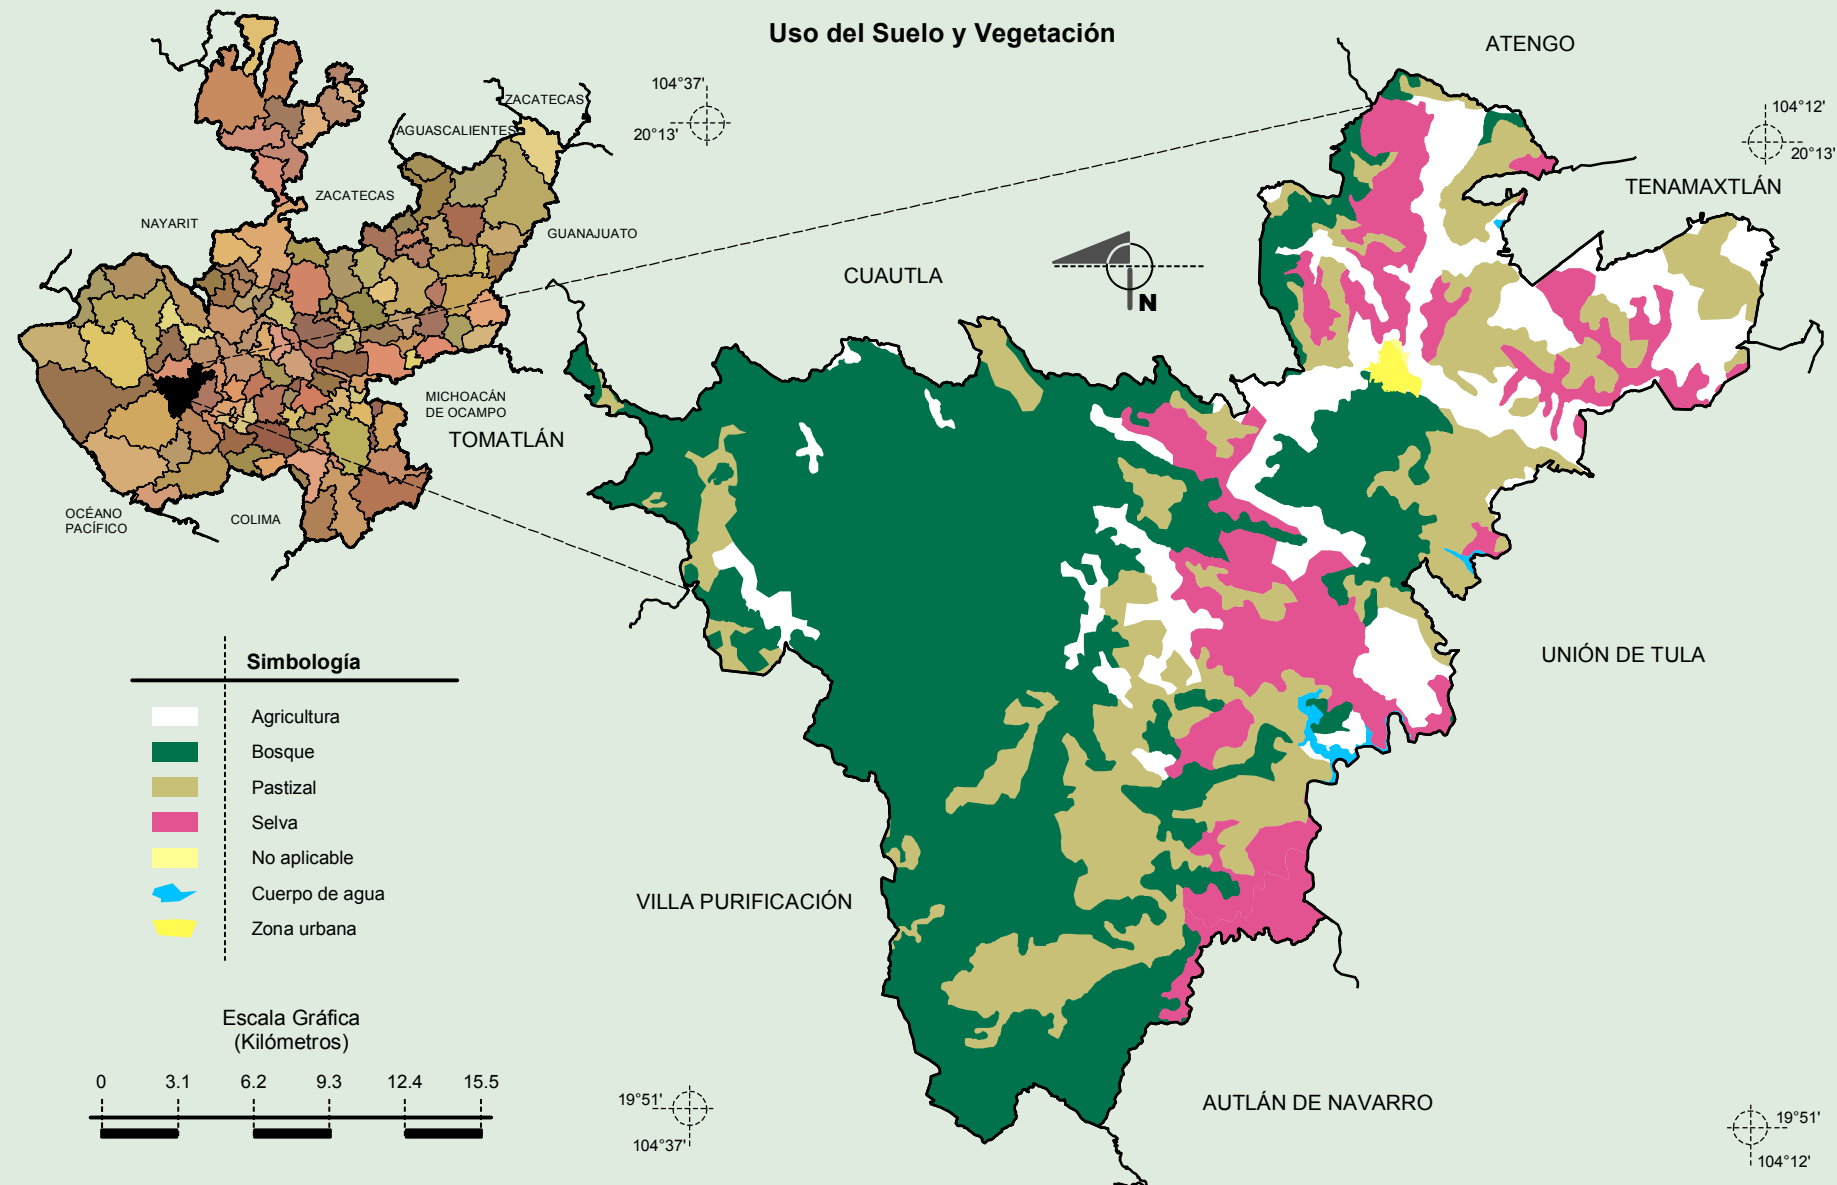 Uso del Suelo y Vegetación
ATENGO
104°37'
20°13'
104°12'
20°13'
ZACATECAS
AGUASCALIENTES
ZACATECAS
NAYARIT
GUANAJUATO
TENAMAXTLÁN
CUAUTLA
N
MICHOACÁN
DE OCAMPO
TOMATLÁN
OCÉANO
PACÍFICO
COLIMA
UNIÓN DE TULA
Simbología
Agricultura
Bosque
Pastizal
Selva
No aplicable
Cuerpo de agua
Zona urbana
VILLA PURIFICACIÓN
Escala Gráfica
(Kilómetros)
0 3.1 6.2 9.3 12.4 15.5
19°51'
104°37'
AUTLÁN DE NAVARRO
19°51'
104°12'